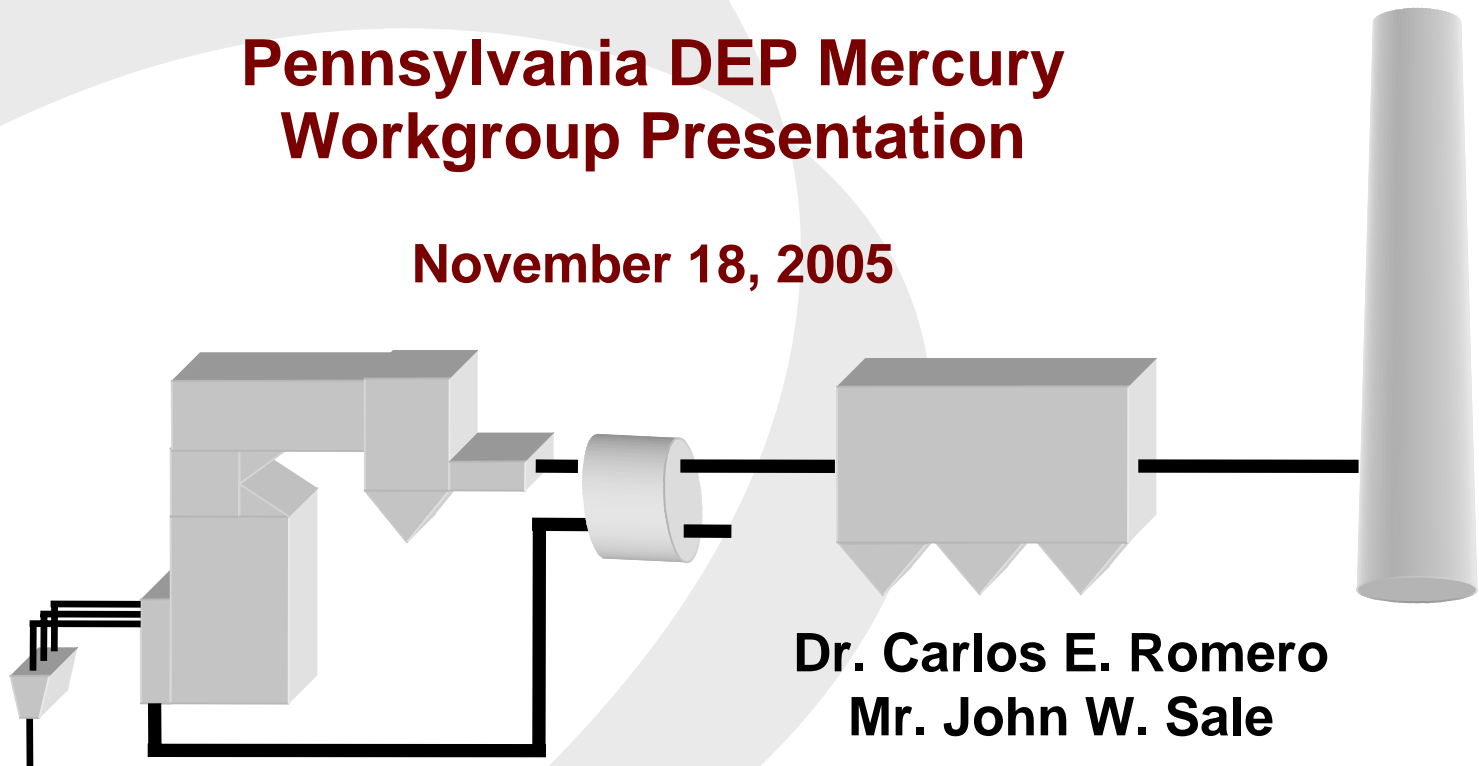 Pennsylvania DEP Mercury
Workgroup Presentation
November 18, 2005
Dr. Carlos E. Romero
Mr. John W. Sale